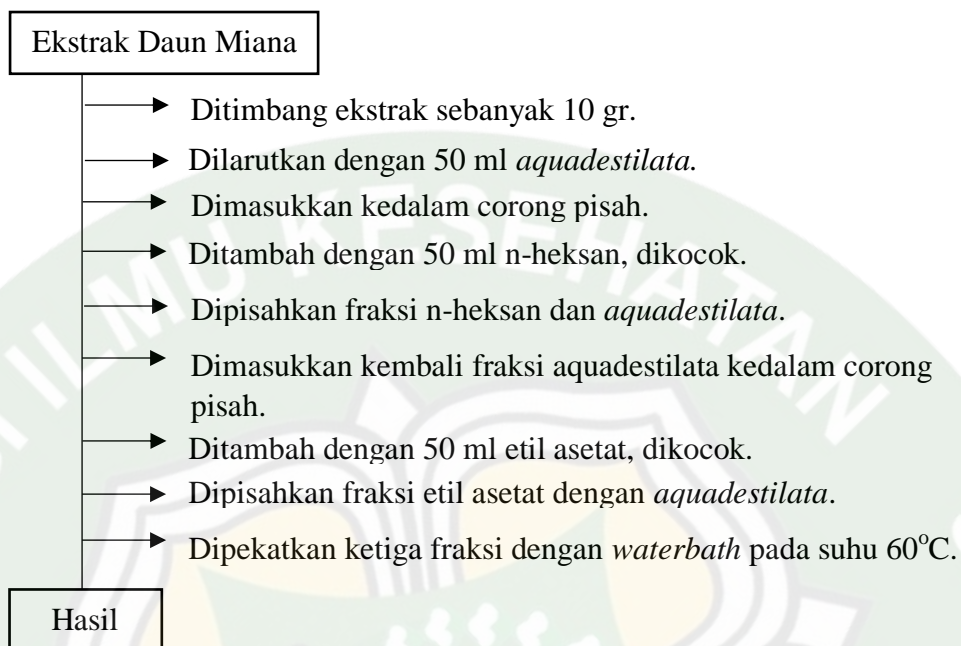 Ekstrak Daun Miana
Ditimbang ekstrak sebanyak 10 gr.
Dilarutkan dengan 50 ml aquadestilata.
Dimasukkan kedalam corong pisah.
Ditambah dengan 50 ml n-heksan, dikocok.
Dipisahkan fraksi n-heksan dan aquadestilata.
Dimasukkan kembali fraksi aquadestilata kedalam corong
pisah.
Ditambah dengan 50 ml etil asetat, dikocok.
Dipisahkan fraksi etil asetat dengan aquadestilata.
Dipekatkan ketiga fraksi dengan waterbath pada suhu 60°C.
Hasil
ILMU KESEHATAN